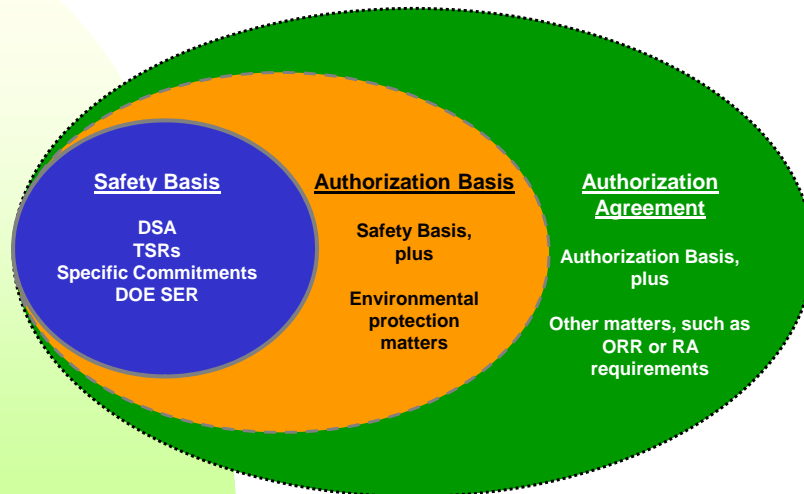 Safety Basis
DSA
TSRs
Specific Commitments
DOE SER
Authorization Basis
Safety Basis,
plus
Environmental
protection
matters
Authorization
Agreement
Authorization Basis,
plus
Other matters, such as
ORR or RA
requirements